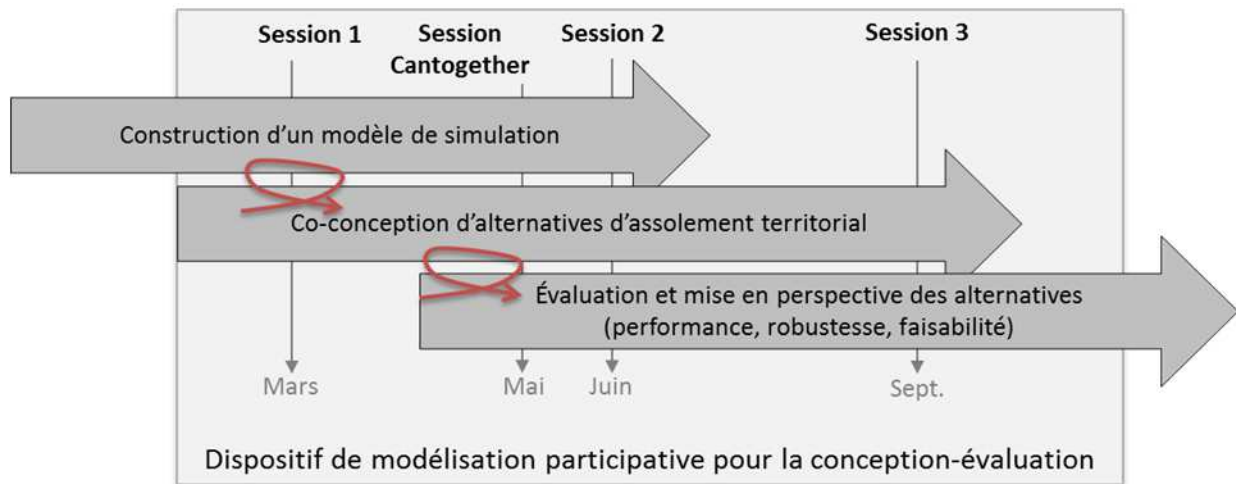 Session 1
Session
Cantogether
Session 2
Session 3
Construction d'un modèle de simulation
Co-conception d'alternatives d'assolement territorial
Évaluation et mise en perspective des alternatives
(performance, robustesse, faisabilité)
Mars
Mai
Juin
Sept.
Dispositif de modélisation participative pour la conception-évaluation